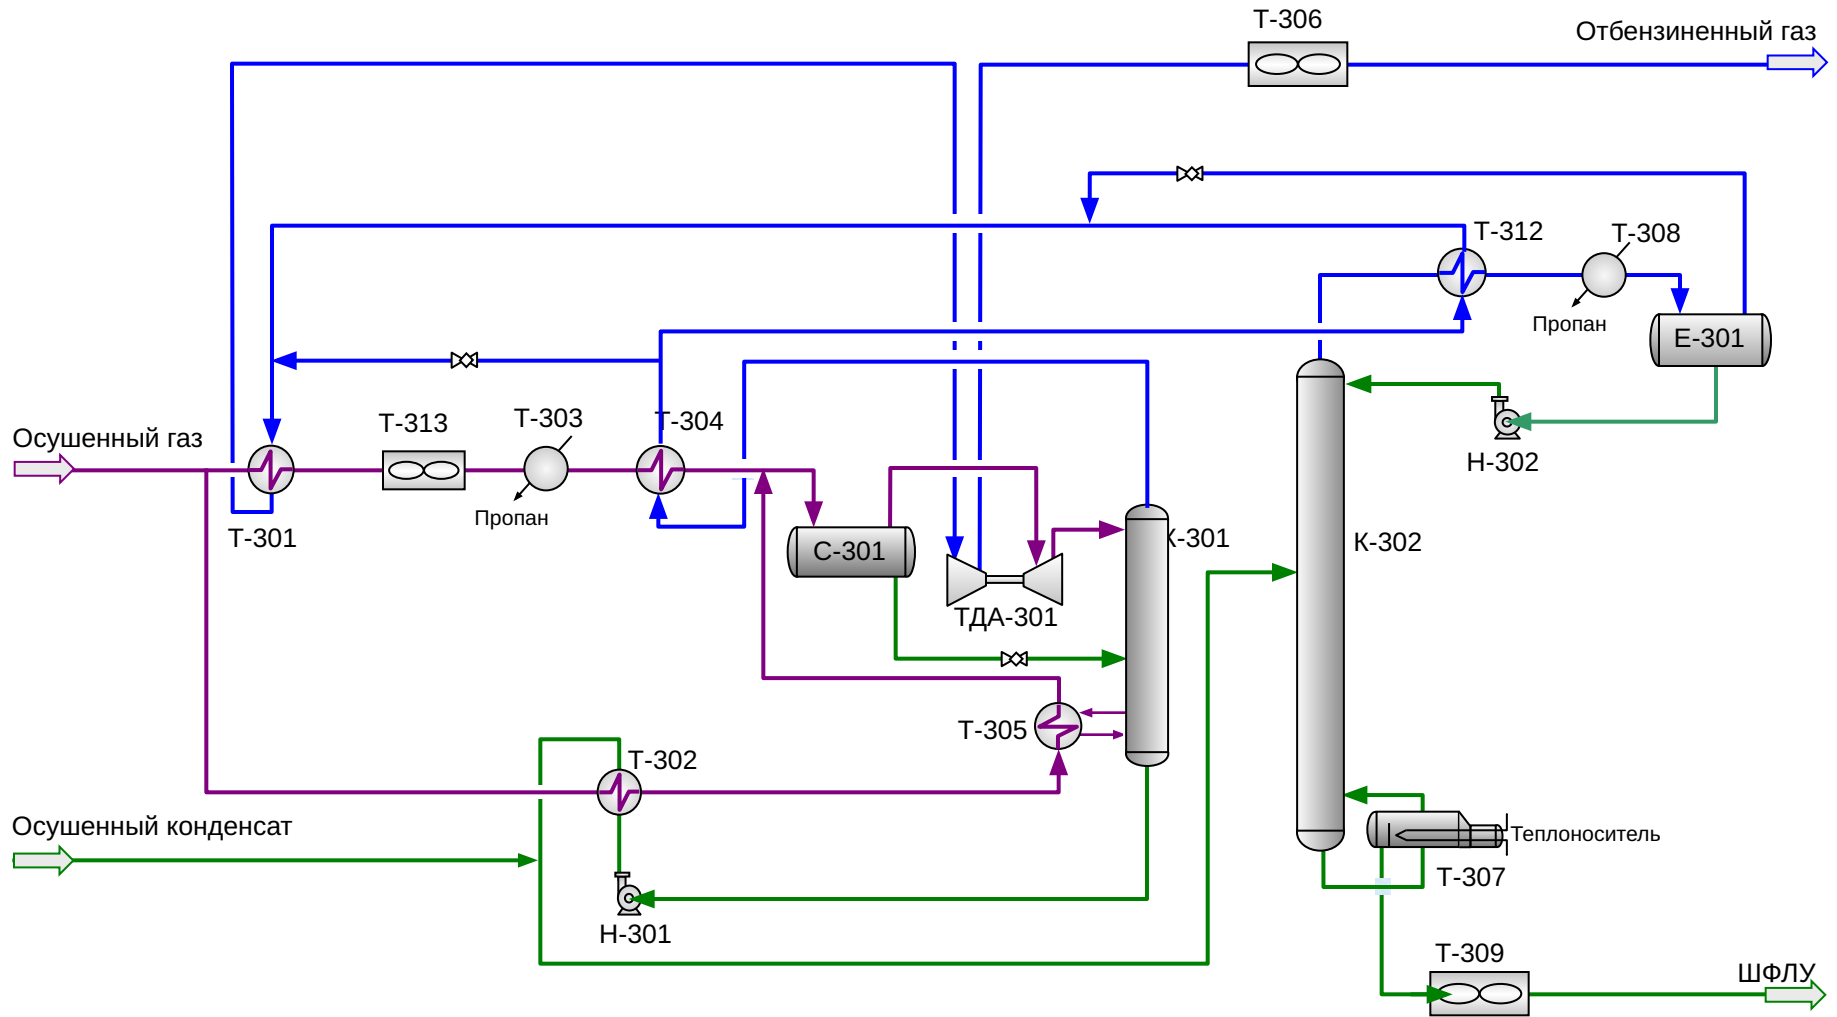 Т-306
Отбензиненный газ
Т-312
Т-308
Пропан
Е-301
Т-313
Т-303
Т-304
Осушенный газ
Н-302
Пропан
Т-301
С-301
К-301
К-302
ТДА-301
Т-305
Т-302
Осушенный конденсат
Теплоноситель
Т-307
Н-301
Т-309
ШФЛУ